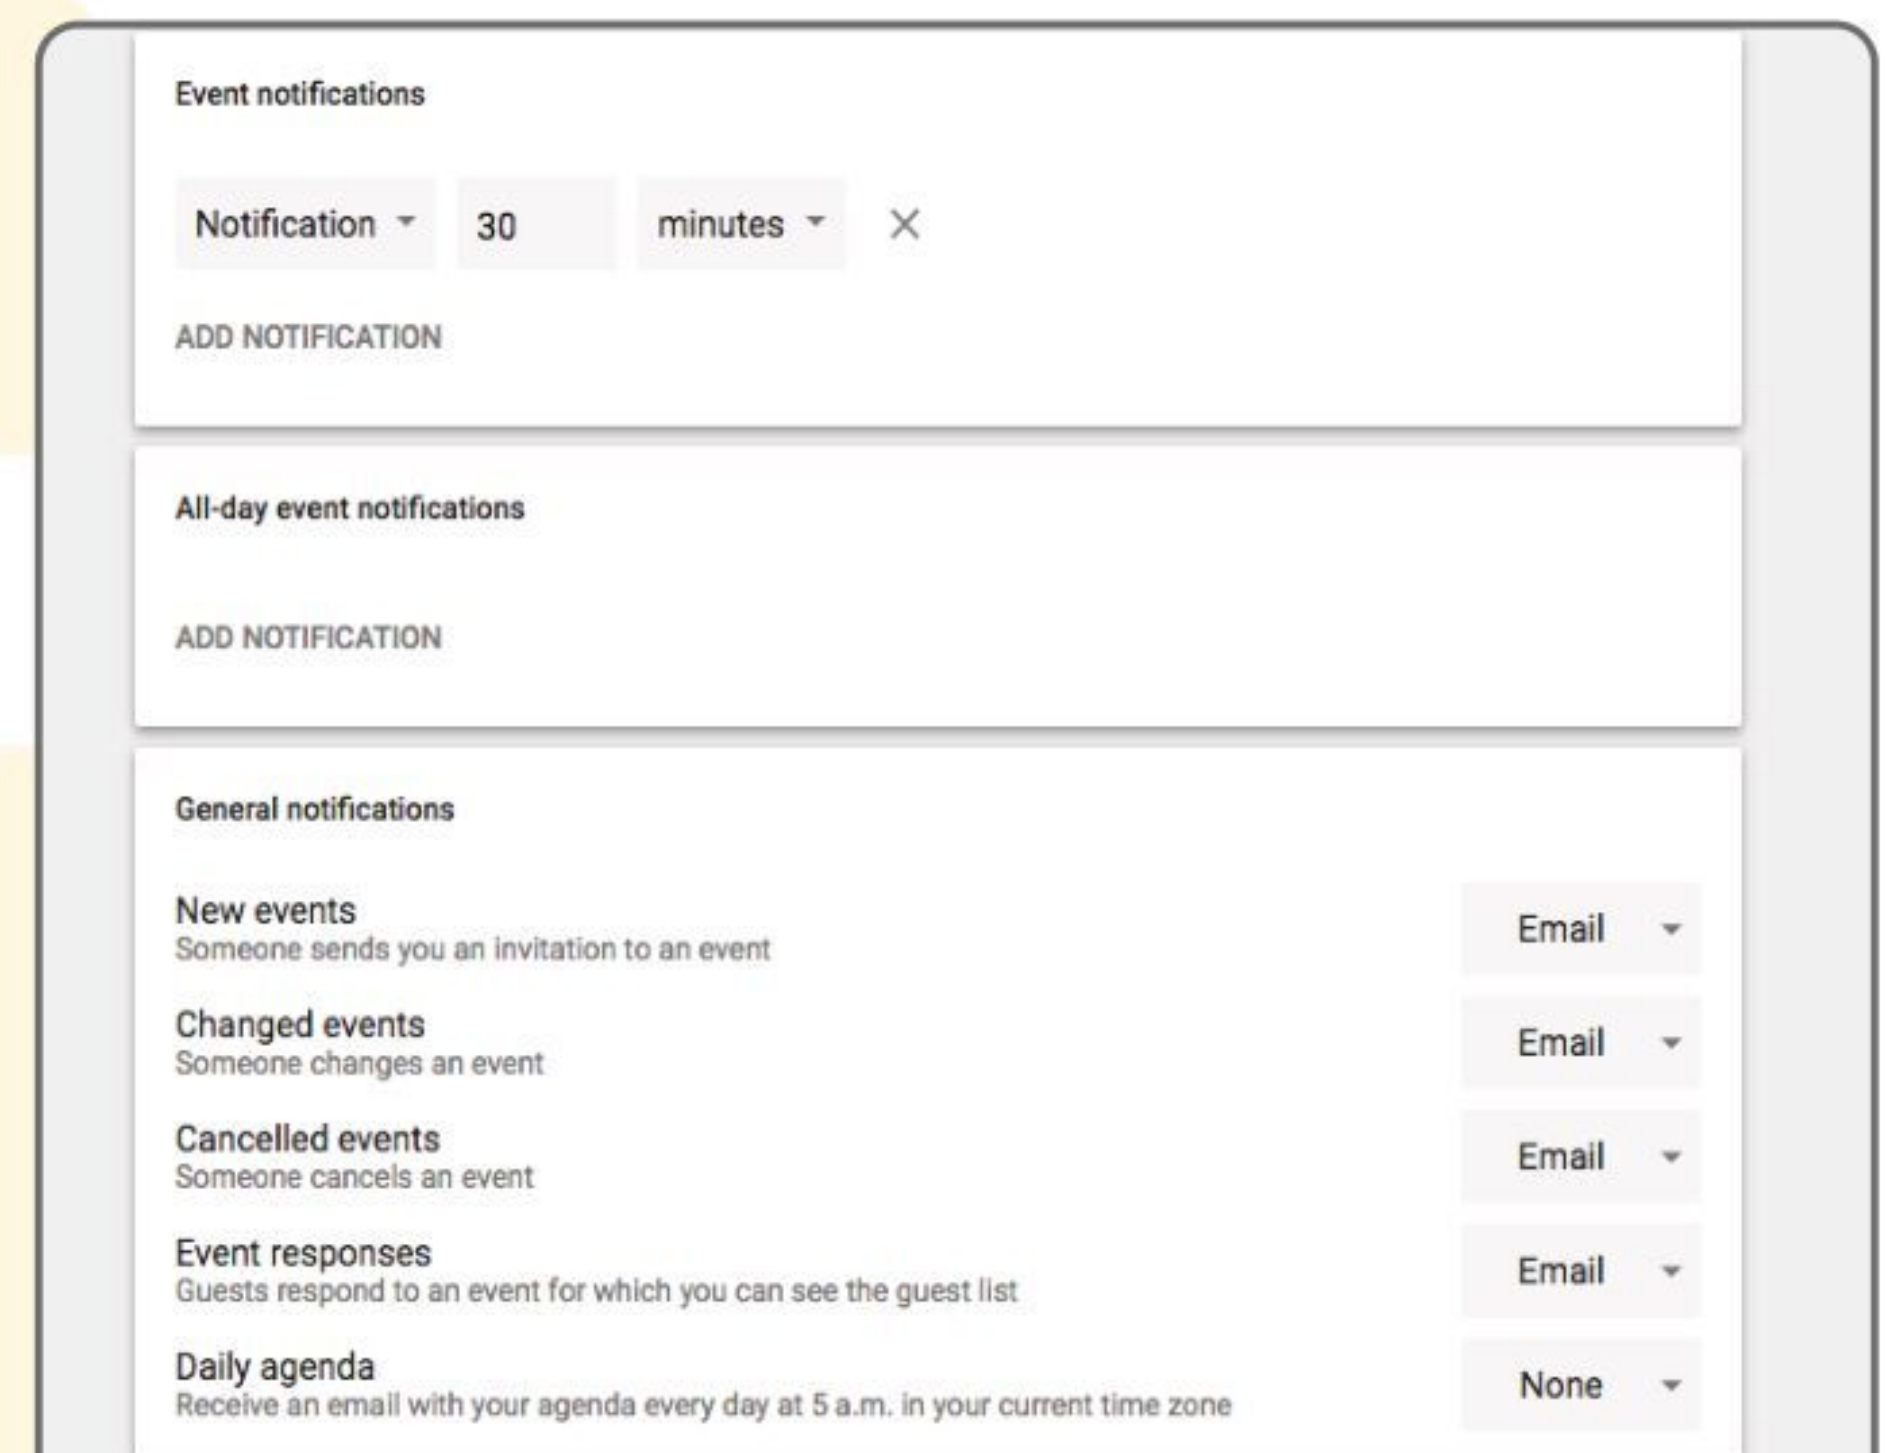 Event notifications
Notification 30 minutes
ADD NOTIFICATION
All-day event notifications
ADD NOTIFICATION
General notifications
New events
Email
Someone sends you an invitation to an event
Changed events
Email
Someone changes an event
Cancelled events
Email
Someone cancels an event
Event responses
Email
Guests respond to an event for which you can see the guest list
Daily agenda
None
Receive an email with your agenda every day at 5 a.m. in your current time zone